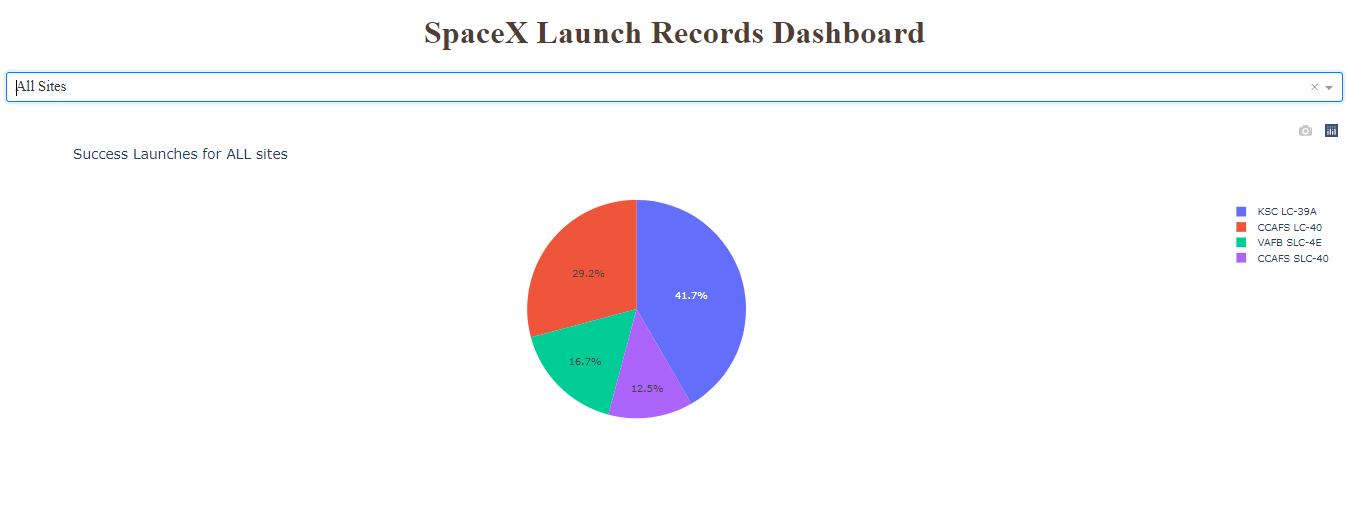 SpaceX Launch Records Dashboard
All Sites
Success Launches for ALL sites
KSC LC-39A
CCAFS LC-40
VAFB SLC-4E
CCAFS SLC-40
29.2%
41.7%
16.7%
12.5%